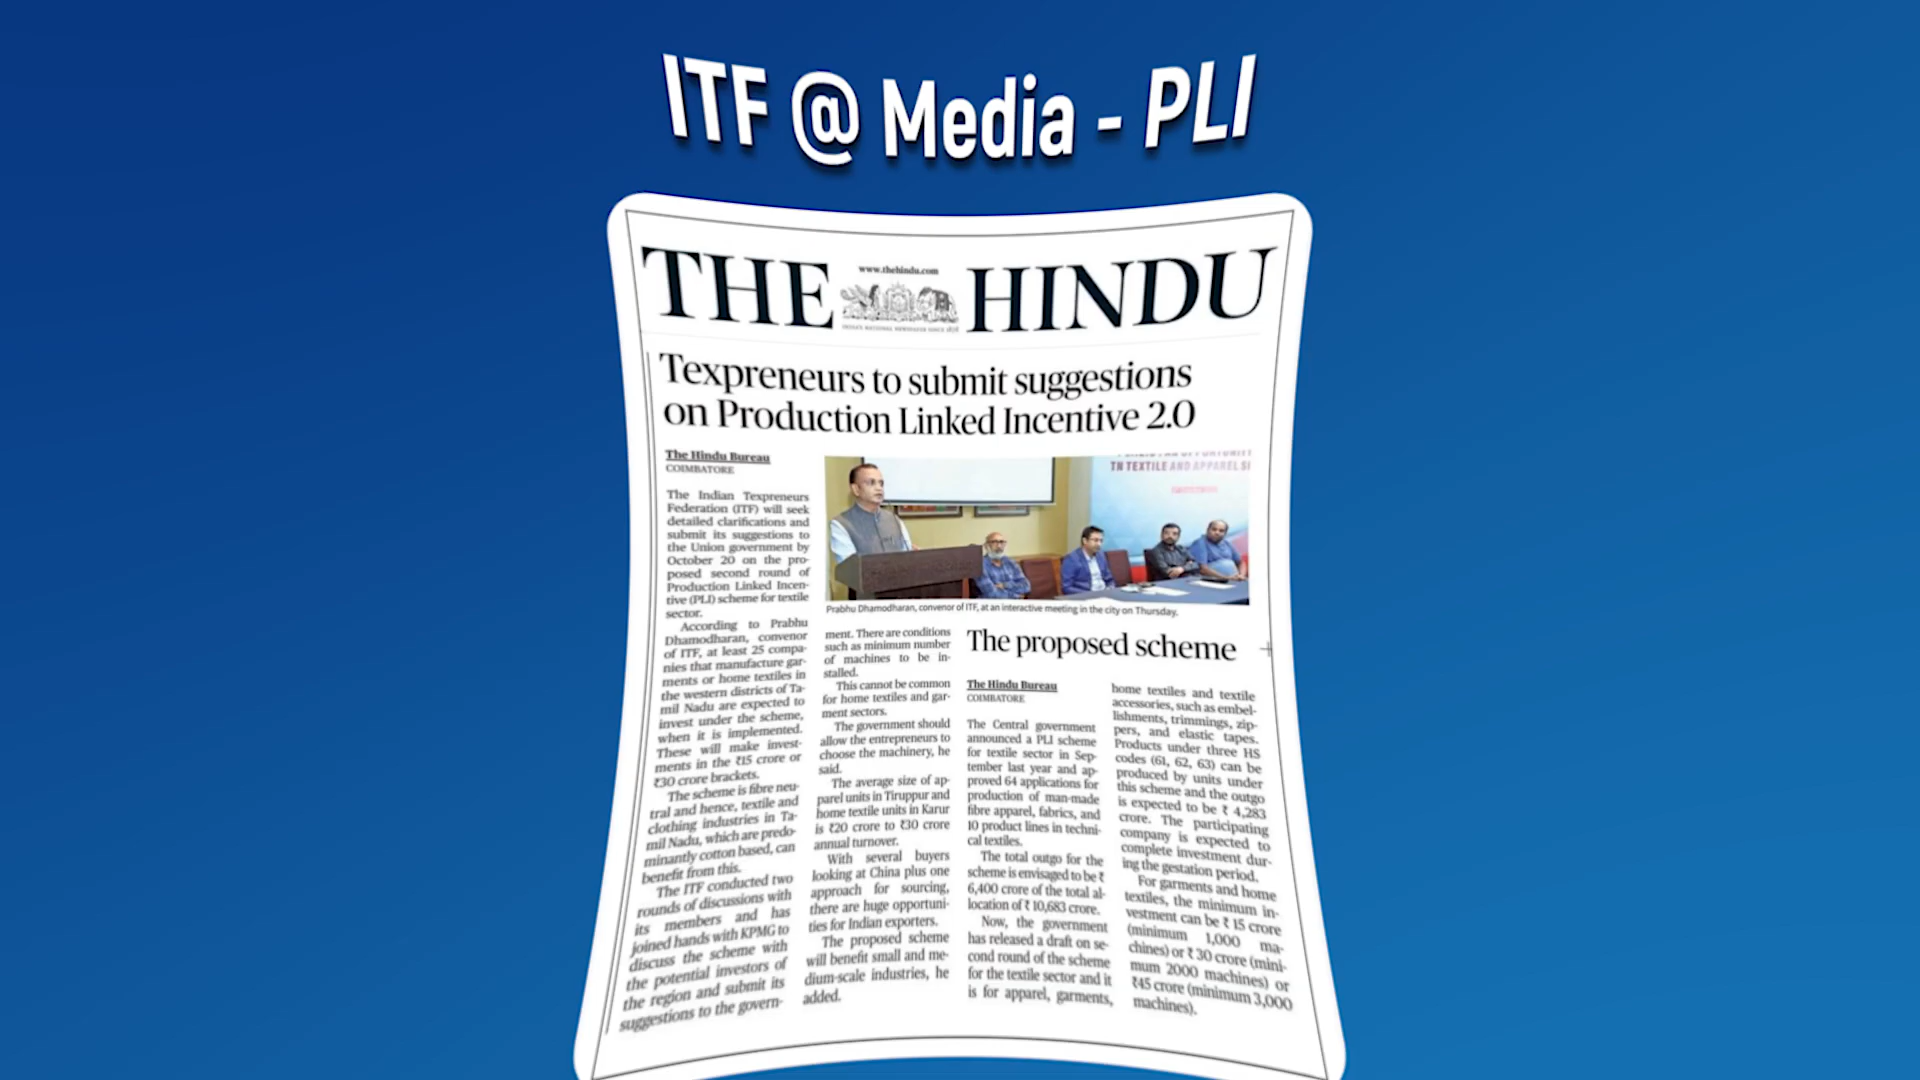 ITF @ Media - PLI
THE HINDU
www.thehindu.com
INDIA'S NATIONAL NEWSPAPER SINCE 1878
Texpreneurs to submit suggestions
on Production Linked Incentive 2.0
The Hindu Bureau
COIMBATORE
The Indian Texpreneurs
Federation (ITF) will seek
detailed clarifications and
submit its suggestions to
the Union government by
October 20 on the pro-
posed second round of
Production Linked Incen-
tive (PLI) scheme for textile
sector.
According to Prabhu
Dhamodharan, convenor
of ITF, at least 25 compa-
nies that manufacture gar-
ments or home textiles in
the western districts of Ta-
mil Nadu are expected to
invest under the scheme,
when it is implemented.
These will make invest-
ments in the ₹15 crore or
₹30 crore brackets.
The scheme is fibre neu-
tral and hence, textile and
clothing industries in Ta-
mil Nadu, which are predo-
minantly cotton based, can
benefit from this.
The ITF conducted two
rounds of discussions with
its members and has
joined hands with KPMG to
discuss the scheme with
the potential investors of
the region and submit its
suggestions to the govern-
TN TEXTILE AND APPAREL
Prabhu Dhamodharan, convenor of ITF, at an interactive meeting in the city on Thursday.
ment. There are conditions
such as minimum number
of machines to be in-
stalled.
This cannot be common
for home textiles and gar-
ment sectors.
The government should
allow the entrepreneurs to
choose the machinery, he
said.
The average size of ap-
parel units in Tiruppur and
home textile units in Karur
is ₹20 crore to ₹30 crore
annual turnover.
With several buyers
looking at China plus one
approach for sourcing,
there are huge opportuni-
ties for Indian exporters.
The proposed scheme
will benefit small and me-
dium-scale industries, he
added.
The proposed scheme
The Hindu Bureau
COIMBATORE
The Central government
announced a PLI scheme
for textile sector in Sep-
tember last year and ap-
proved 64 applications for
production of man-made
fibre apparel, fabrics, and
10 product lines in techni-
cal textiles.
The total outgo for the
scheme is envisaged to be ₹
6,400 crore of the total al-
location of ₹ 10,683 crore.
Now, the government
has released a draft on se-
cond round of the scheme
for the textile sector and it
is for apparel, garments,
home textiles and textile
accessories, such as embel-
lishments, trimmings, zip-
pers, and elastic tapes.
Products under three HS
codes (61, 62, 63) can be
produced by units under
this scheme and the outgo
is expected to be ₹ 4,283
crore. The participating
company is expected to
complete investment dur-
ing the gestation period.
For garments and home
textiles, the minimum in-
vestment can be ₹ 15 crore
(minimum 1,000 ma-
chines) or ₹ 30 crore (mini-
mum 2000 machines) or
₹45 crore (minimum 3,000
machines).